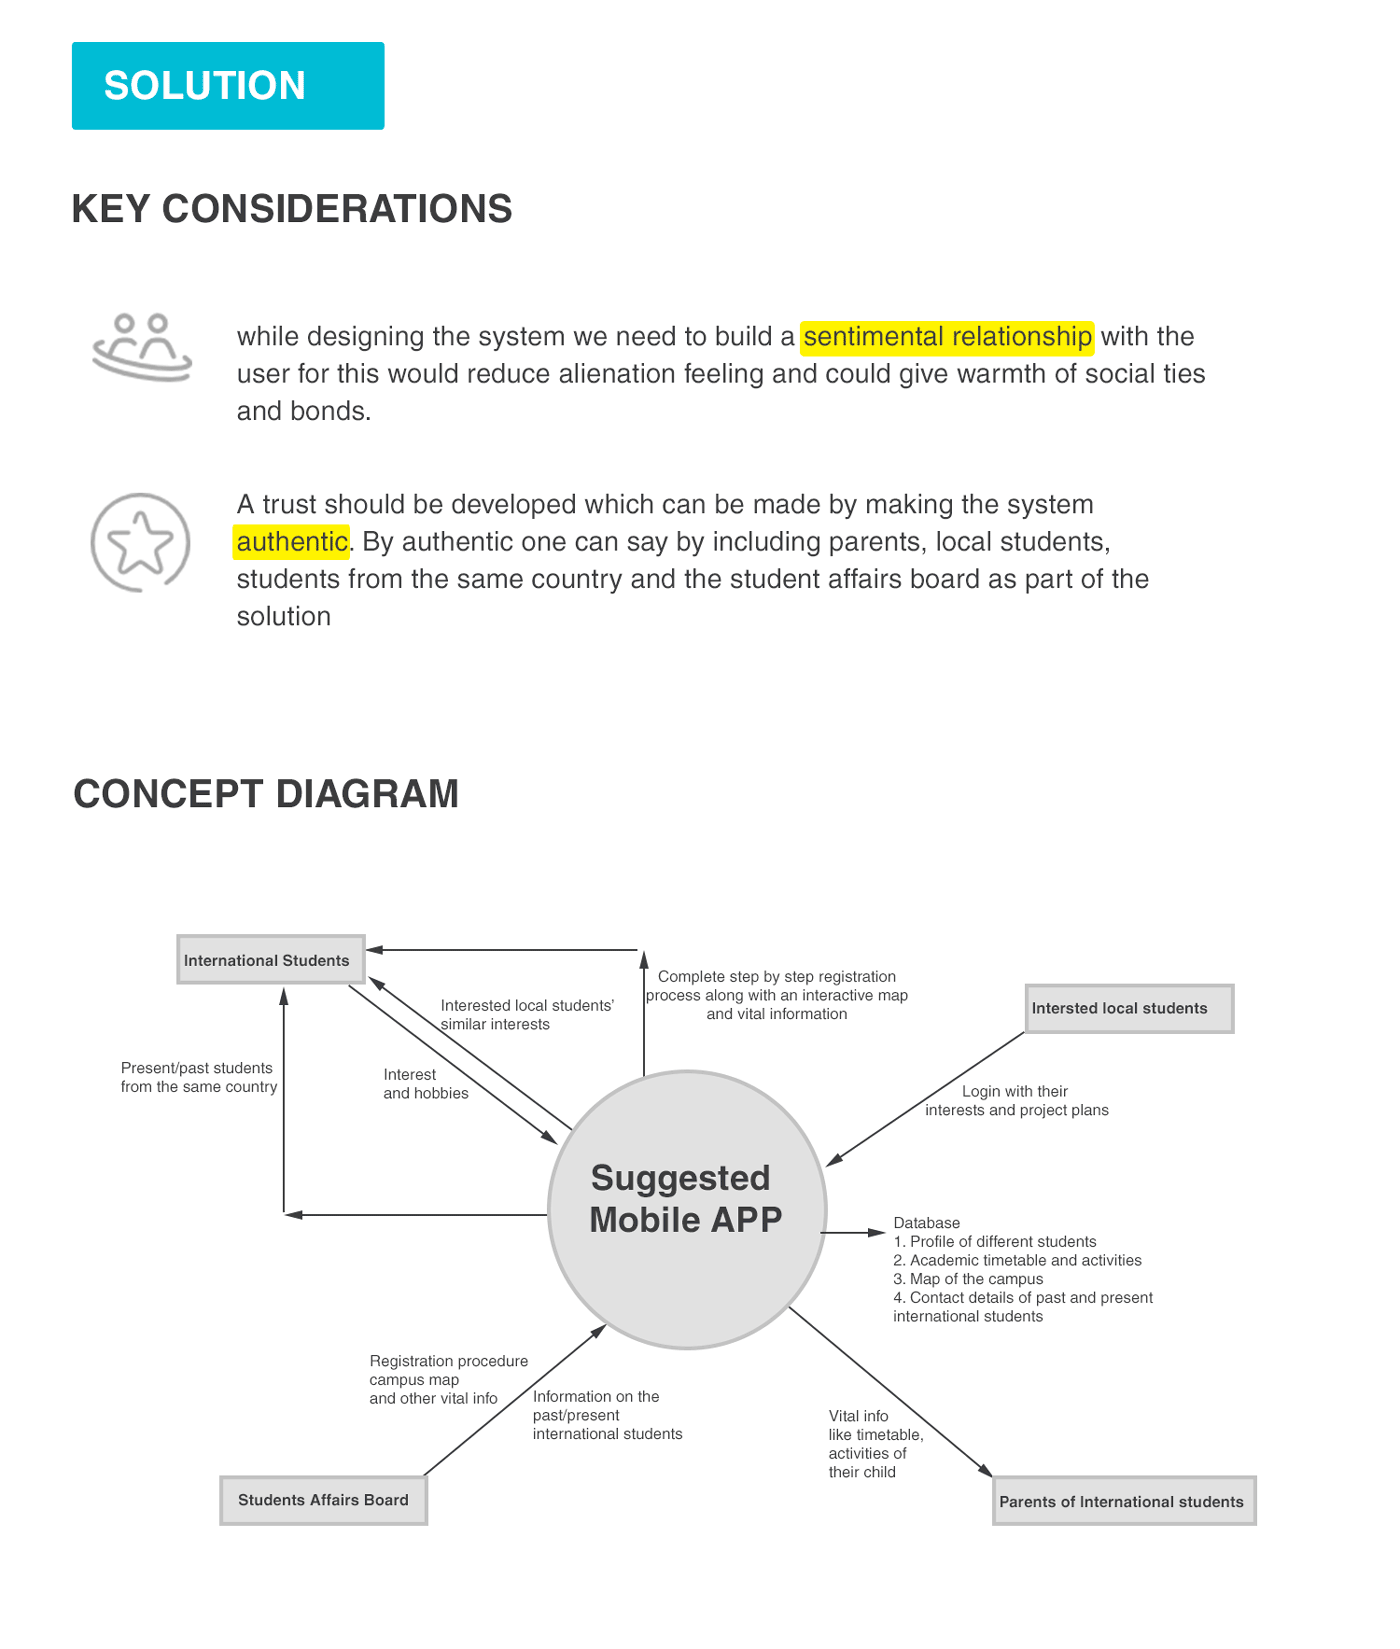 SOLUTION
KEY CONSIDERATIONS
while designing the system we need to build a sentimental relationship with the
user for this would reduce alienation feeling and could give warmth of social ties
and bonds.
A trust should be developed which can be made by making the system
authentic. By authentic one can say by including parents, local students,
students from the same country and the student affairs board as part of the
solution
CONCEPT DIAGRAM
International Students
Complete step by step registration
process along with an interactive map
and vital information
Interested local students’
similar interests
Intersted local students
Present/past students
from the same country
Interest
and hobbies
Login with their
interests and project plans
Suggested
Mobile APP
Database
1. Profile of different students
2. Academic timetable and activities
3. Map of the campus
4. Contact details of past and present
international students
Registration procedure
campus map
and other vital info
Information on the
past/present
international students
Vital info
like timetable,
activities of
their child
Students Affairs Board
Parents of International students